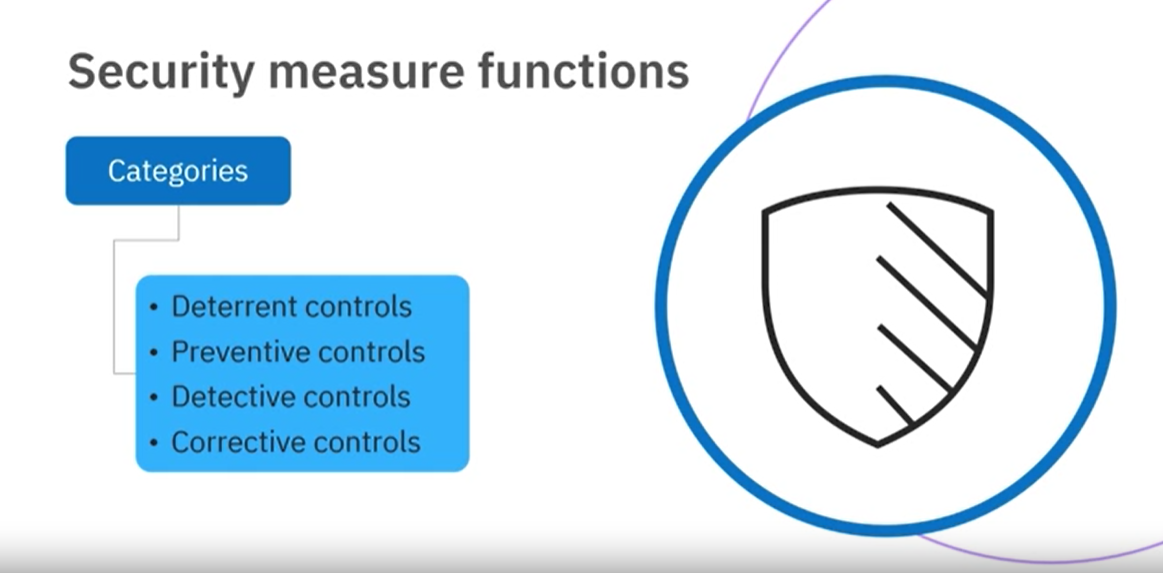 Security measure functions
Categories
• Deterrent controls
• Preventive controls
• Detective controls
• Corrective controls